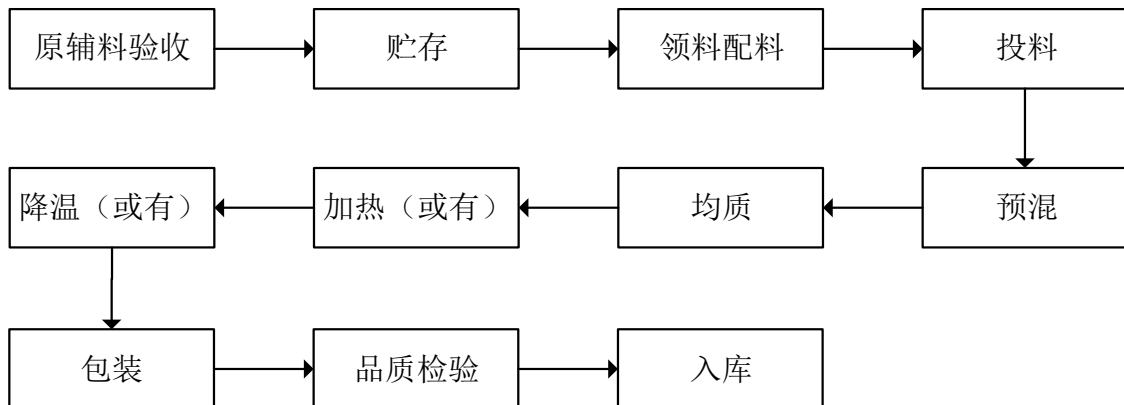 原辅料验收
贮存
领料配料
投料
预混
均质
加热（或有）
降温（或有）
包装
品质检验
入库